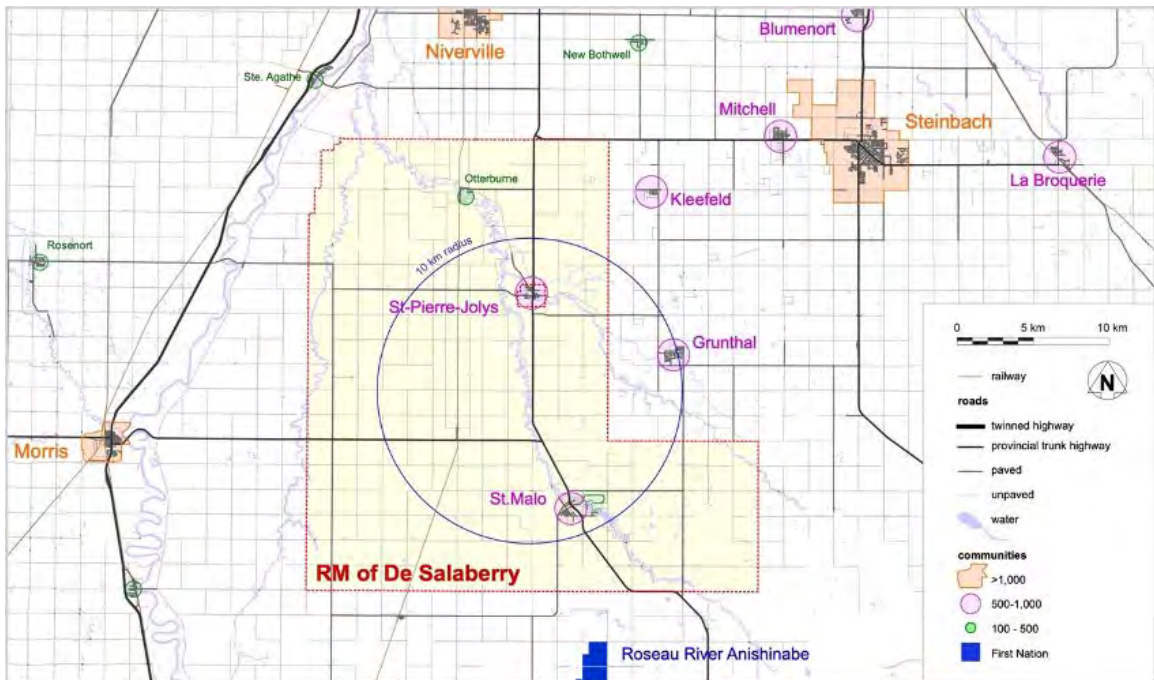 Blumenort
Niverville
New Bothwell
Ste. Agathe
Mitchell
Steinbach
La Broquerie
Otterburne
Kleefeld
Rosenort
10 km radius
St-Pierre-Jolys
Grunthal
Morris
St.Malo
RM of De Salaberry
Roseau River Anishinabe
0 5 km 10 km
railway
N
roads
twinned highway
provincial trunk highway
paved
unpaved
water
communities
>1,000
500-1,000
100 - 500
First Nation